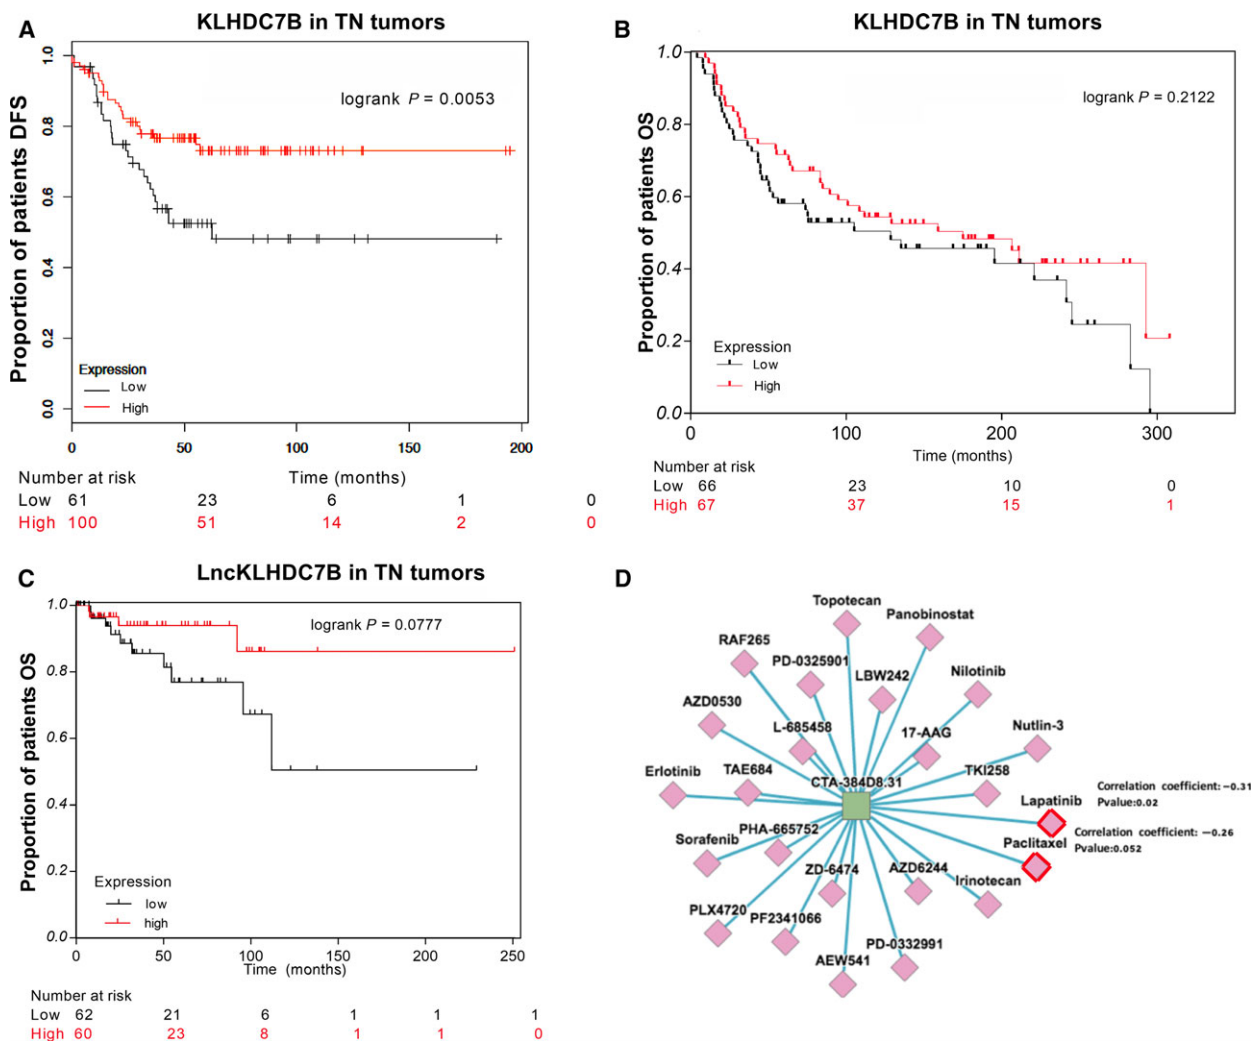 A
KLHDC7B in TN tumors
logrank P = 0.0053
Proportion of patients DFS
1.0
0.8
0.6
0.4
0.2
0.0
Expression
Low
High
0 50 100 150 200
Time (months)
Number at risk
Low 61 23 6 1 0
High 100 51 14 2 0
B
KLHDC7B in TN tumors
logrank P = 0.2122
Proportion of patients OS
1.0
0.8
0.6
0.4
0.2
0.0
Expression
Low
High
0 100 200 300
Time (months)
Number at risk
Low 66 23 10 0
High 67 37 15 1
C
LncKLHDC7B in TN tumors
logrank P = 0.0777
Proportion of patients OS
1.0
0.8
0.6
0.4
0.2
0.0
Expression
low
high
0 50 100 150 200 250
Time (months)
Number at risk
Low 62 21 6 1 1 1
High 60 23 8 1 1 0
D
Topotecan
Panobinostat
RAF265
PD-0325901
LBW242
Nilotinib
AZD0530
L-685458
17-AAG
Nutlin-3
Erlotinib
TAE684
CTA-384D8.31
TKI258
Lapatinib
Correlation coefficient: −0.31
Pvalue:0.02
Sorafenib
PHA-665752
Paclitaxel
Correlation coefficient: −0.26
Pvalue:0.052
ZD-6474
AZD6244
Irinotecan
PLX4720
PF2341066
AEW541
PD-0332991